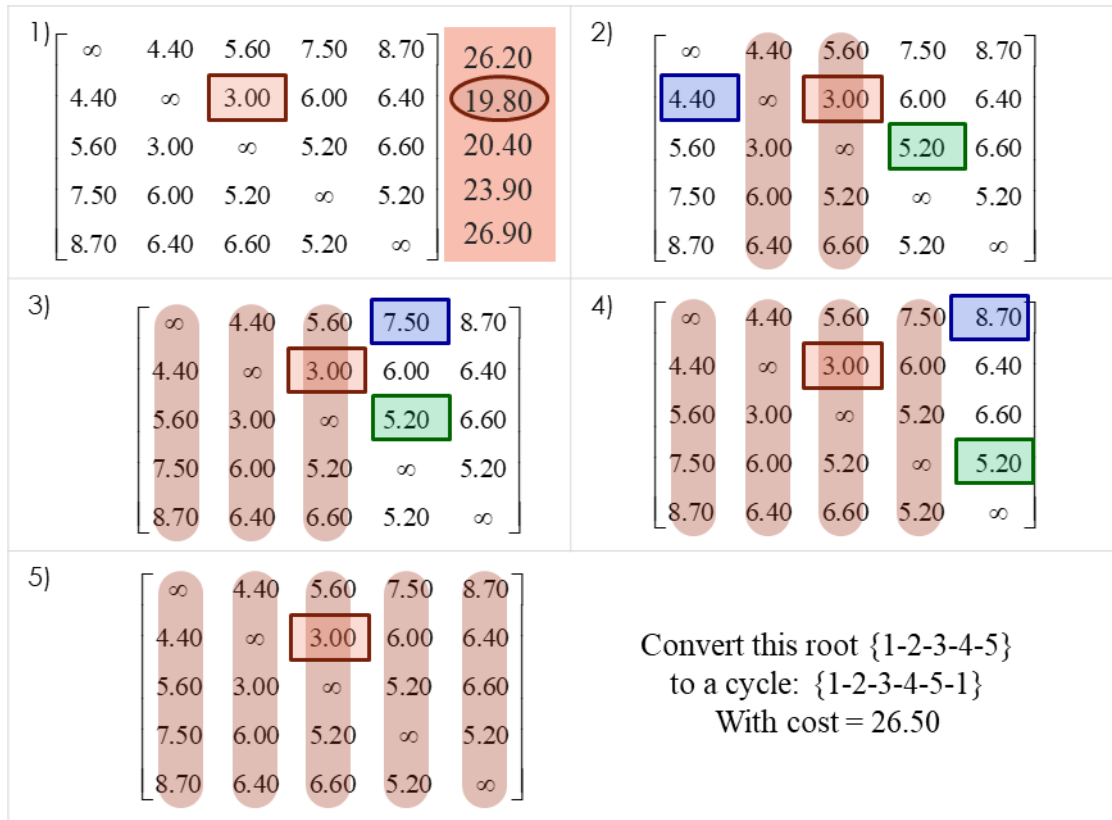 1)
∞ 4.40 5.60 7.50 8.70 26.20
4.40 ∞ 3.00 6.00 6.40 19.80
5.60 3.00 ∞ 5.20 6.60 20.40
7.50 6.00 5.20 ∞ 5.20 23.90
8.70 6.40 6.60 5.20 ∞ 26.90
2)
∞ 4.40 5.60 7.50 8.70
4.40 ∞ 3.00 6.00 6.40
5.60 3.00 ∞ 5.20 6.60
7.50 6.00 5.20 ∞ 5.20
8.70 6.40 6.60 5.20 ∞
3)
∞ 4.40 5.60 7.50 8.70
4.40 ∞ 3.00 6.00 6.40
5.60 3.00 ∞ 5.20 6.60
7.50 6.00 5.20 ∞ 5.20
8.70 6.40 6.60 5.20 ∞
4)
∞ 4.40 5.60 7.50 8.70
4.40 ∞ 3.00 6.00 6.40
5.60 3.00 ∞ 5.20 6.60
7.50 6.00 5.20 ∞ 5.20
8.70 6.40 6.60 5.20 ∞
5)
∞ 4.40 5.60 7.50 8.70
4.40 ∞ 3.00 6.00 6.40
5.60 3.00 ∞ 5.20 6.60
7.50 6.00 5.20 ∞ 5.20
8.70 6.40 6.60 5.20 ∞
Convert this root {1-2-3-4-5}
to a cycle: {1-2-3-4-5-1}
With cost = 26.50